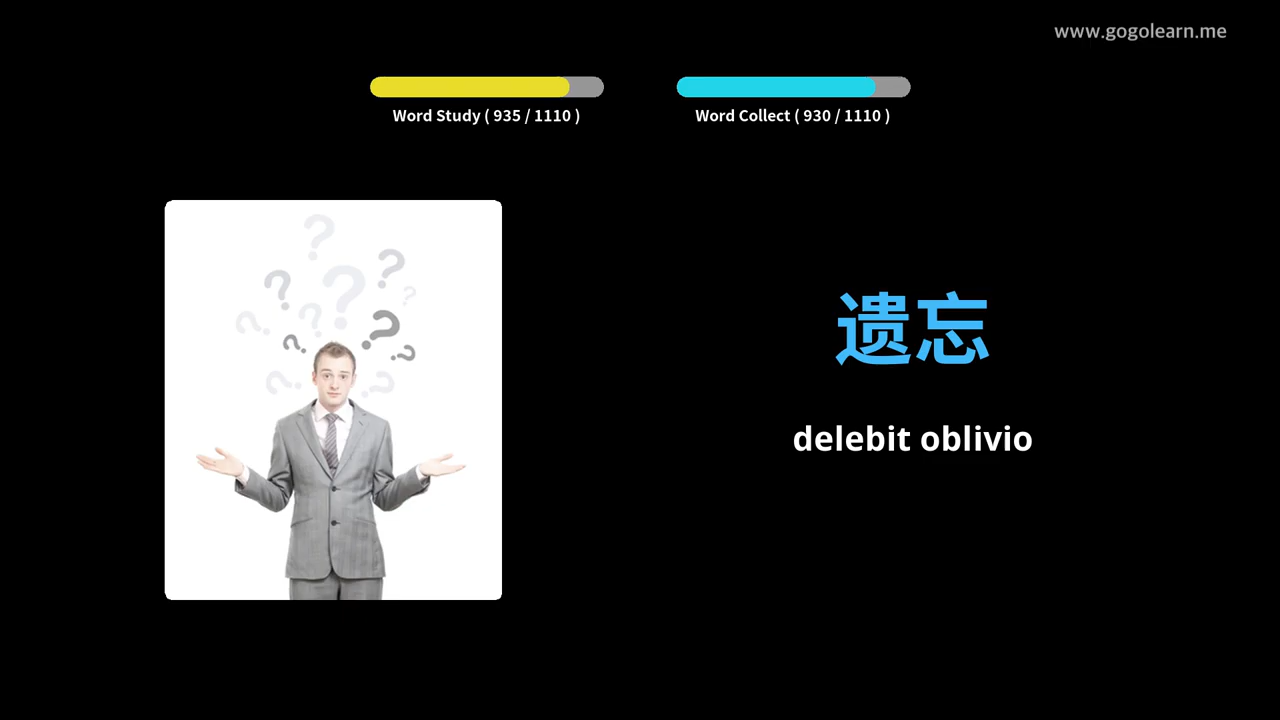 www.gogolearn.me
Word Study ( 935 / 1110 )
Word Collect ( 930 / 1110 )
遗忘
delebit oblivio